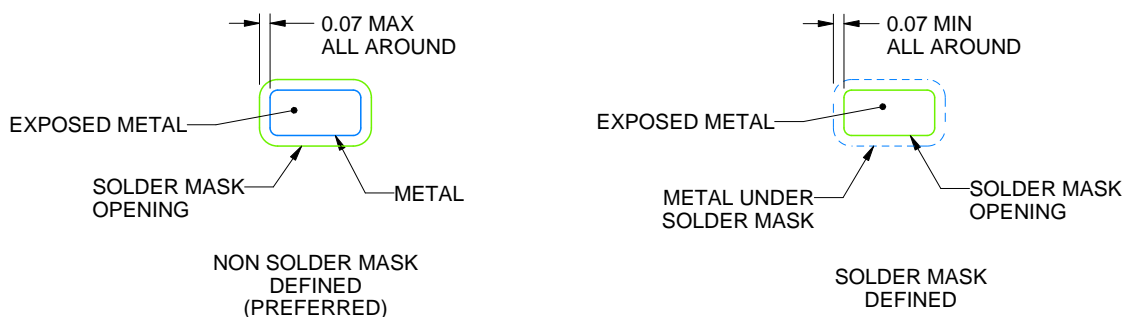 0.07 MAX
ALL AROUND
EXPOSED METAL
SOLDER MASK
OPENING
METAL
NON SOLDER MASK
DEFINED
(PREFERRED)
0.07 MIN
ALL AROUND
EXPOSED METAL
METAL UNDER
SOLDER MASK
SOLDER MASK
OPENING
SOLDER MASK
DEFINED